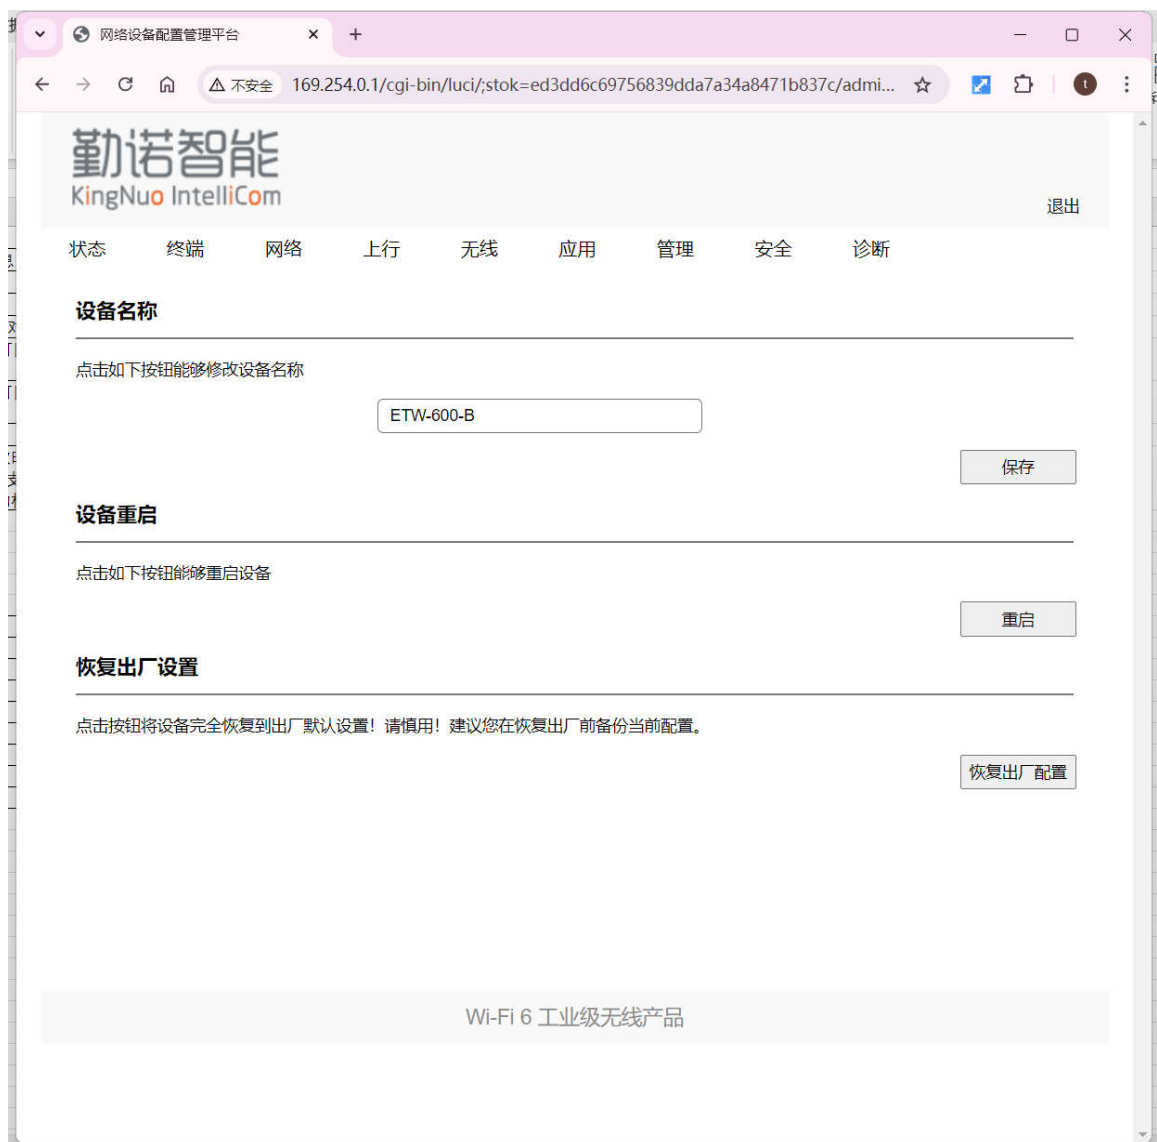 网络设备配置管理平台
不安全 169.254.0.1/cgi-bin/luci/;stok=ed3dd6c69756839dda7a34a8471b837c/admi...
t
勤诺智能
KingNuo IntelliCom
退出
状态 终端 网络 上行 无线 应用 管理 安全 诊断
设备名称
点击如下按钮能够修改设备名称
ETW-600-B
保存
设备重启
点击如下按钮能够重启设备
重启
恢复出厂设置
点击按钮将设备完全恢复到出厂默认设置！请慎用！建议您在恢复出厂前备份当前配置。
恢复出厂配置
Wi-Fi 6 工业级无线产品